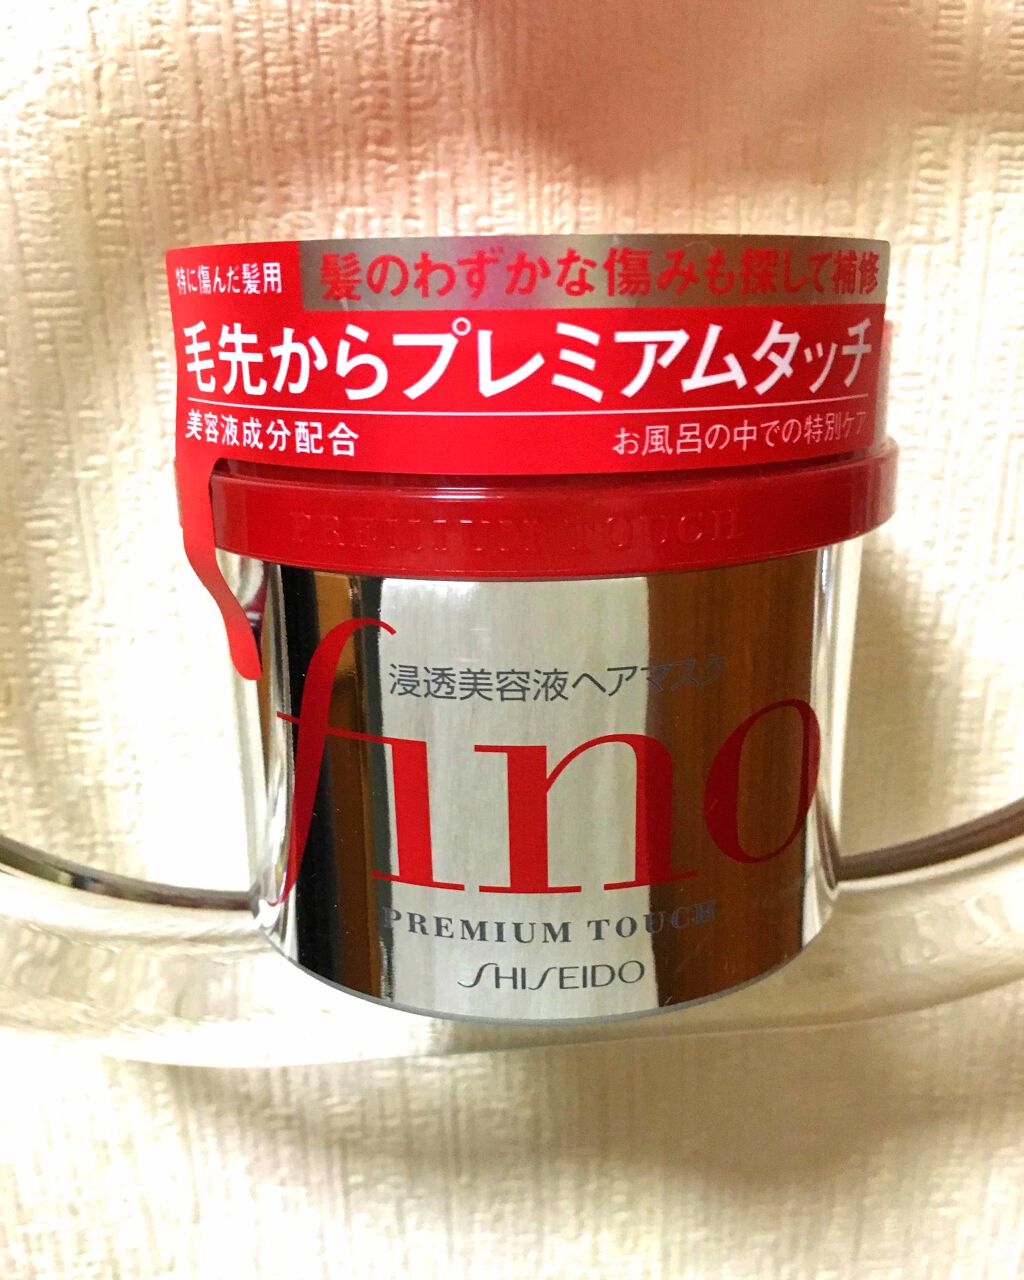 特に傷んだ髪用
髪のわずかな傷みも探して補修
毛先からプレミアムタッチ
美容液成分配合
お風呂の中での特別ケア
PREMIUM TOUCH
浸透美容液ヘアマスク
fino
PREMIUM TOUCH
SHISEIDO